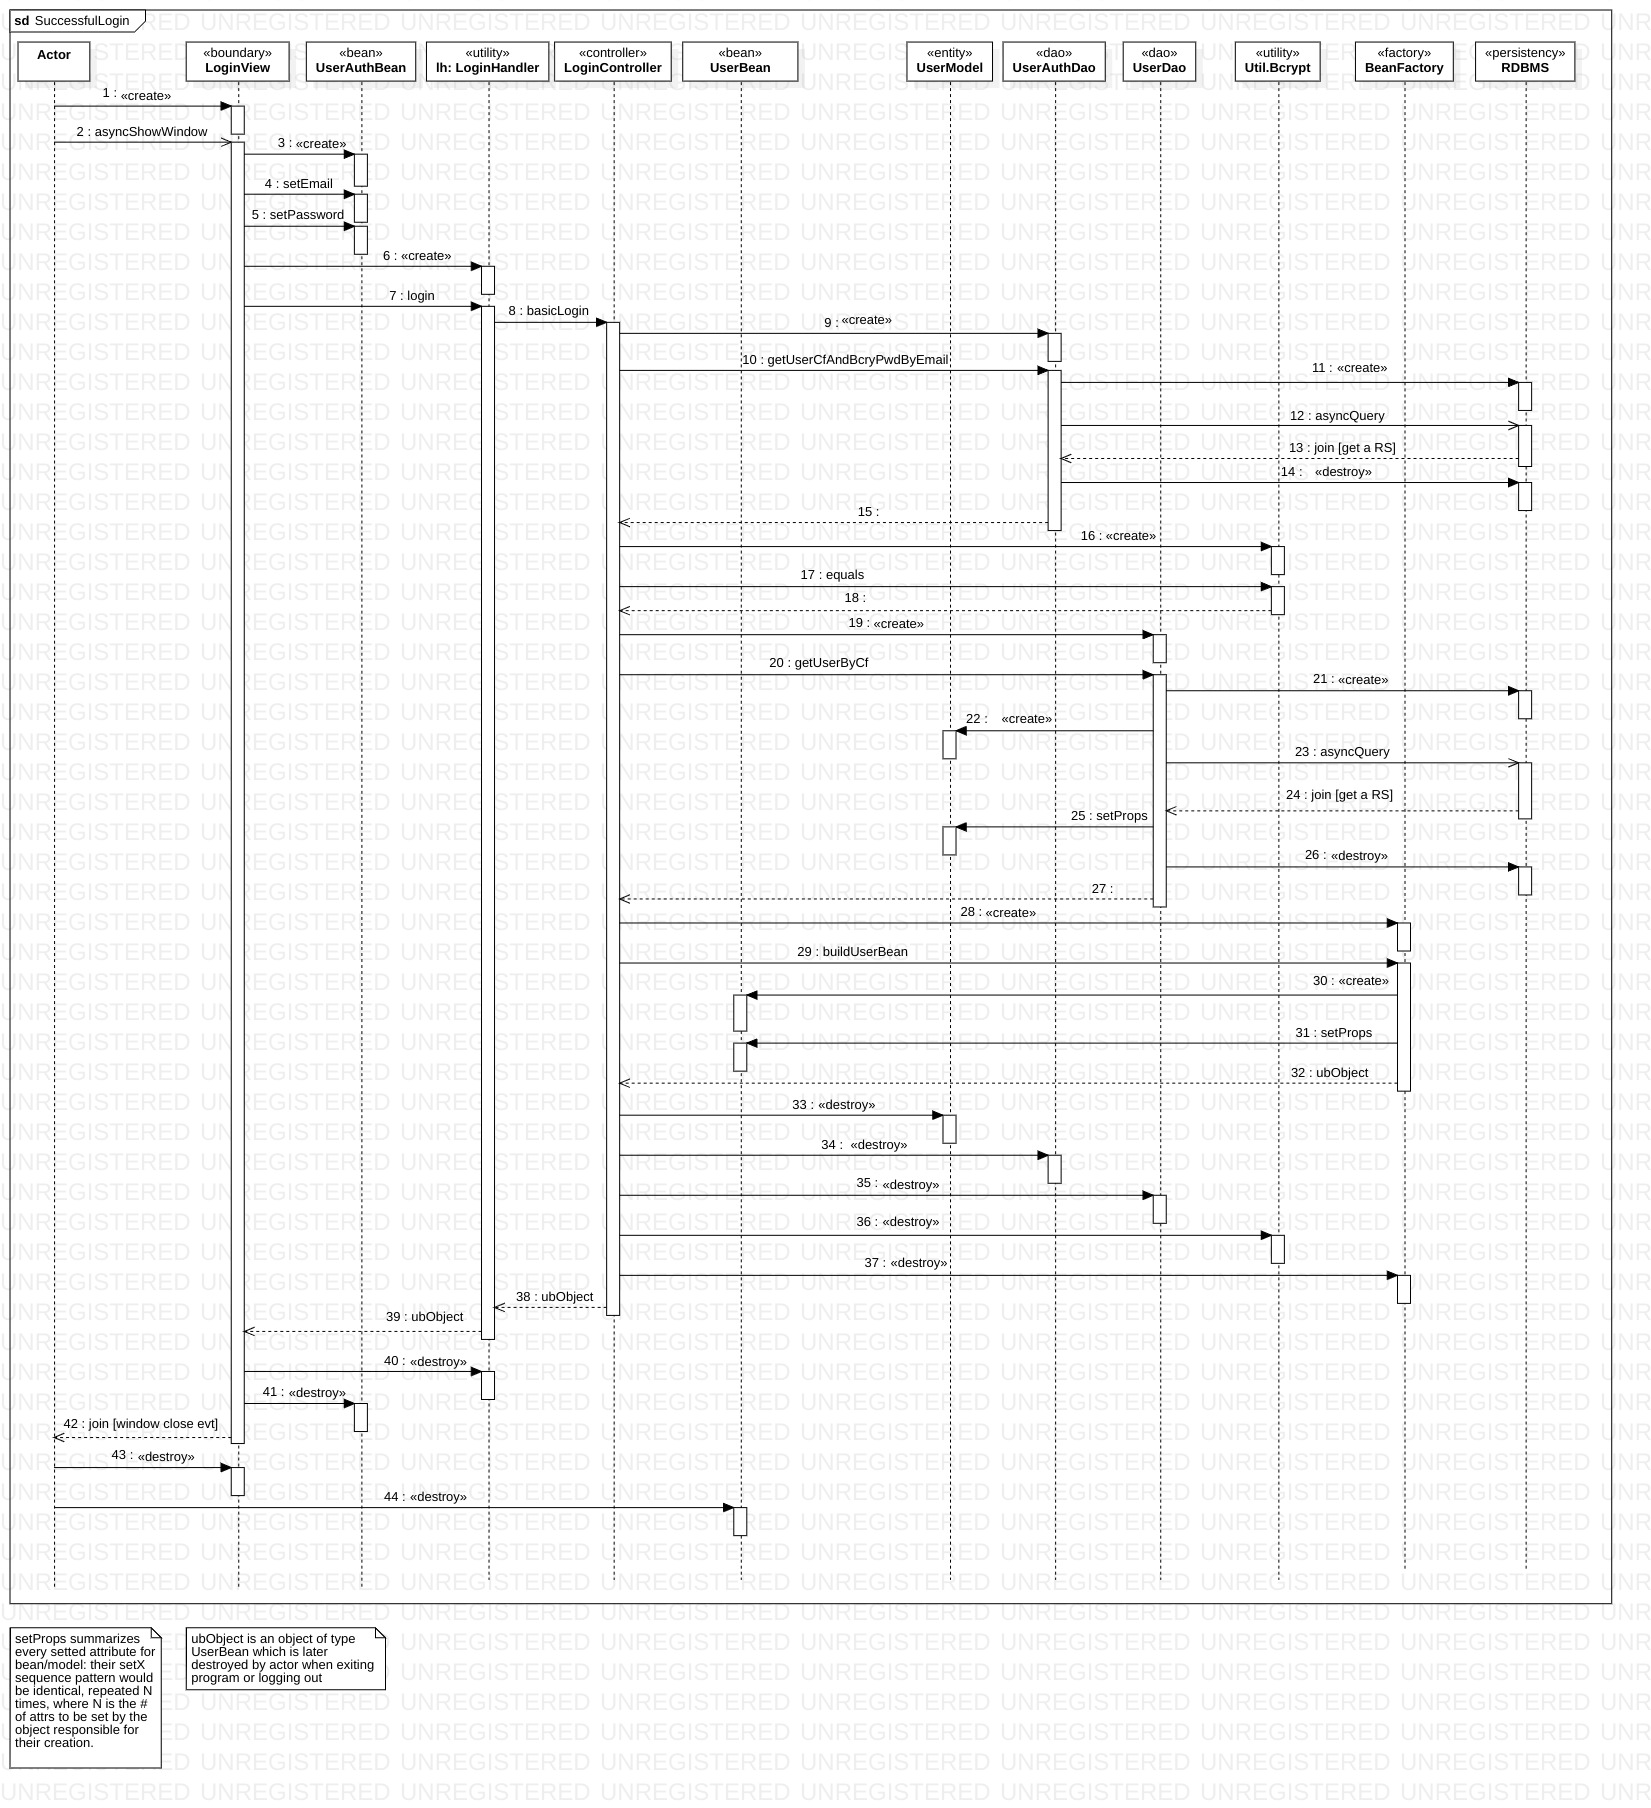 sd SuccessfulLogin
Actor
«boundary»
LoginView
«bean»
UserAuthBean
«utility»
lh: LoginHandler
«controller»
LoginController
«bean»
UserBean
«entity»
UserModel
«dao»
UserAuthDao
«dao»
UserDao
«utility»
Util.Bcrypt
«factory»
BeanFactory
«persistency»
RDBMS
1 : «create»
2 : asyncShowWindow
3 : «create»
4 : setEmail
5 : setPassword
6 : «create»
7 : login
8 : basicLogin
9 : «create»
10 : getUserCfAndBcryPwdByEmail
11 : «create»
12 : asyncQuery
13 : join [get a RS]
14 : «destroy»
15 :
16 : «create»
17 : equals
18 :
19 : «create»
20 : getUserByCf
21 : «create»
22 : «create»
23 : asyncQuery
24 : join [get a RS]
25 : setProps
26 : «destroy»
27 :
28 : «create»
29 : buildUserBean
30 : «create»
31 : setProps
32 : ubObject
33 : «destroy»
34 : «destroy»
35 : «destroy»
36 : «destroy»
37 : «destroy»
38 : ubObject
39 : ubObject
40 : «destroy»
41 : «destroy»
42 : join [window close evt]
43 : «destroy»
44 : «destroy»
setProps summarizes
every setted attribute for
bean/model: their setX
sequence pattern would
be identical, repeated N
times, where N is the #
of attrs to be set by the
object responsible for
their creation.
ubObject is an object of type
UserBean which is later
destroyed by actor when exiting
program or logging out
UNREGISTERED